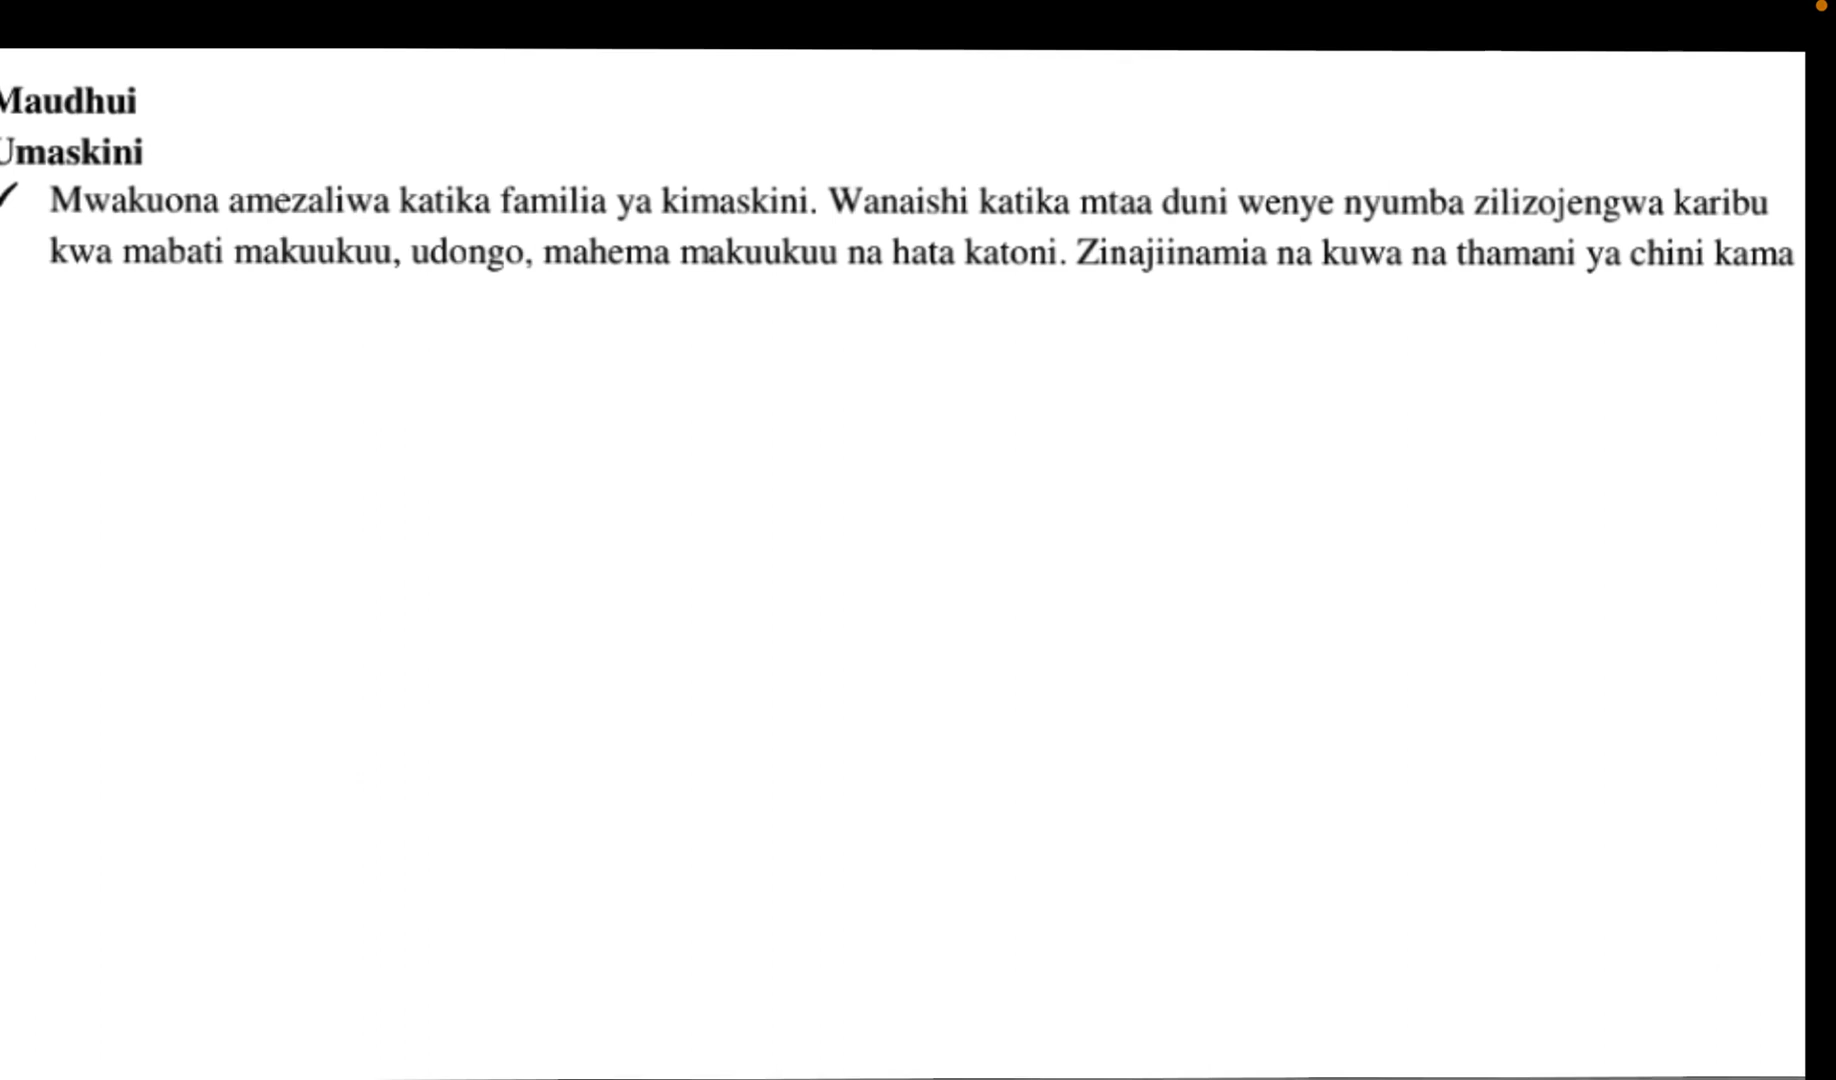 Maudhui
Umaskini
✓ Mwakuona amezaliwa katika familia ya kimaskini. Wanaishi katika mtaa duni wenye nyumba zilizojengwa karibu
kwa mabati makuukuu, udongo, mahema makuukuu na hata katoni. Zinajiinamia na kuwa na thamani ya chini kama